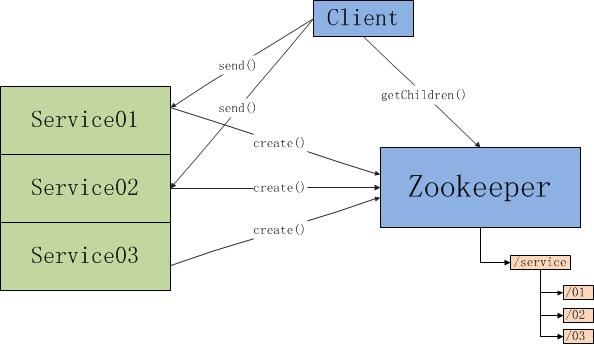 Client
send()
getChildren()
send()
Service01
create()
Service02
create()
Zookeeper
create()
Service03
/service
/01
/02
/03